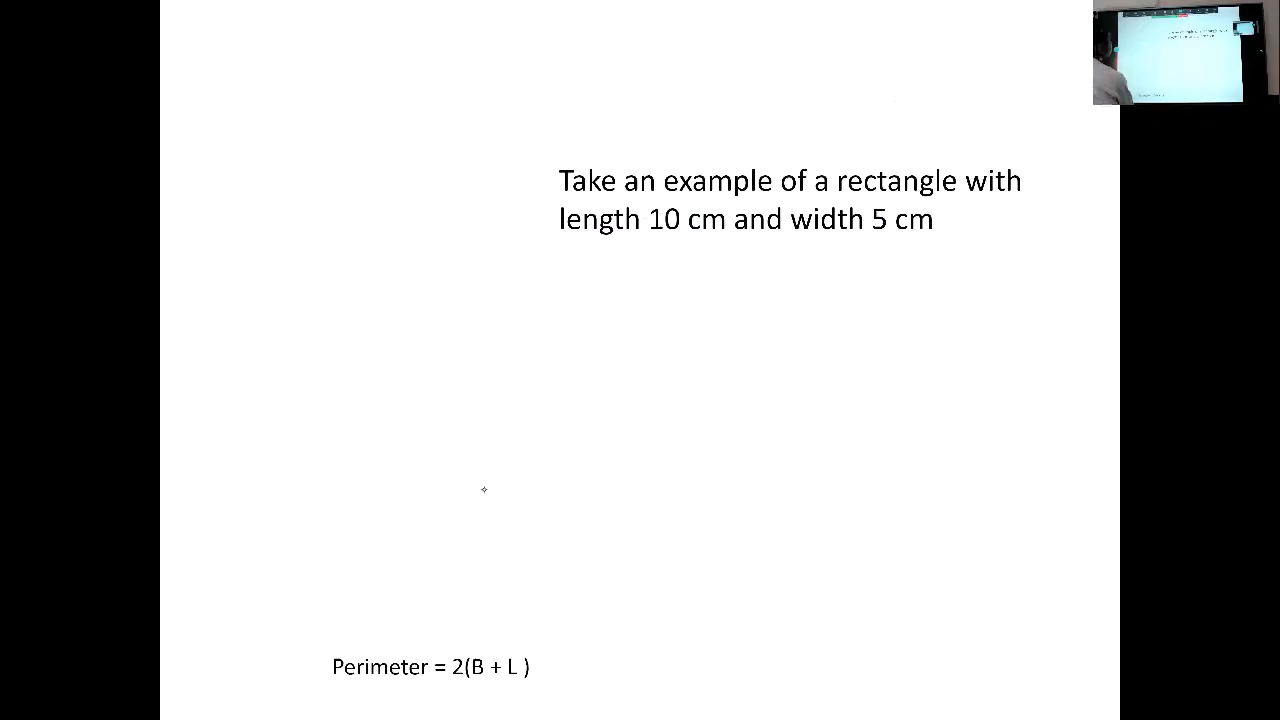 Take an example of a rectangle with
length 10 cm and width 5 cm
Perimeter = 2(B + L )